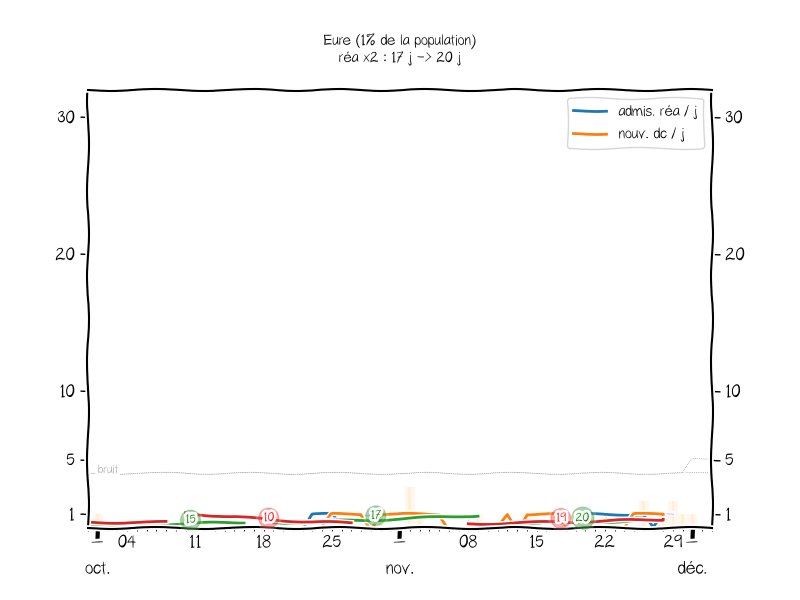 Eure (1% de la population)
réa x2 : 17 j -> 20 j
admis. réa / j
nouv. dc / j
30 30
20 20
10 10
5 5
bruit
1 1
15 10 17 19 20
04 11 18 25 08 15 22 29
oct. nov. déc.